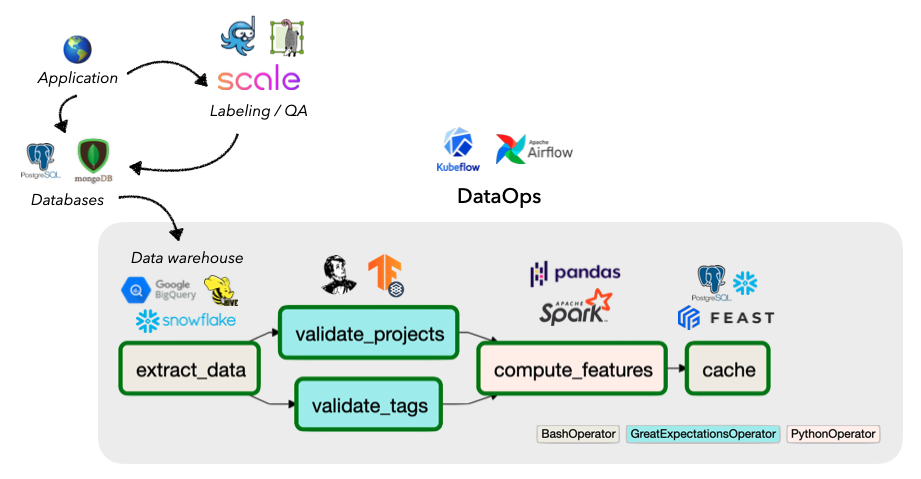 Application
scale
Labeling / QA
PostgreSQL
mongoDB
Databases
Kubeflow
Apache
Airflow
DataOps
Data warehouse
Google
BigQuery
HIVE
snowflake
pandas
APACHE
Spark
PostgreSQL
FEAST
extract_data
validate_projects
validate_tags
compute_features
cache
BashOperator
GreatExpectationsOperator
PythonOperator